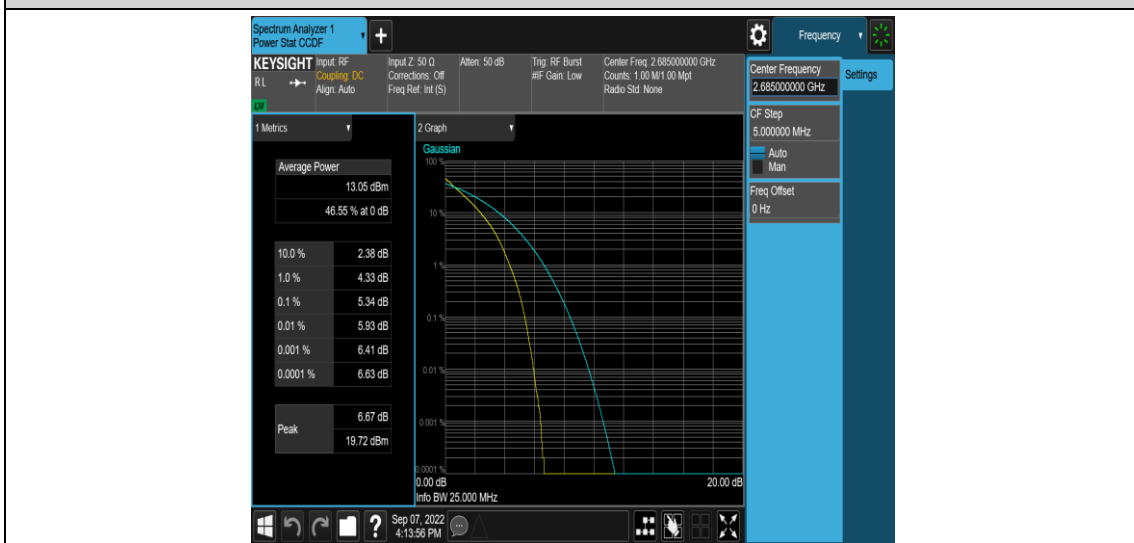 Spectrum Analyzer 1
Power Stat CCDF
+
Frequency
KEYSIGHT
RL
LNI
Input: RF
Coupling: DC
Align: Auto
Input Z: 50 Ω
Corrections: Off
Freq Ref: Int (S)
Atten: 50 dB
Trig: RF Burst
#IF Gain: Low
Center Freq: 2.685000000 GHz
Counts: 1.00 M/1.00 Mpt
Radio Std: None
Center Frequency
2.685000000 GHz
Settings
CF Step
5.000000 MHz
Auto
Man
Freq Offset
0 Hz
1 Metrics
Average Power
13.05 dBm
46.55 % at 0 dB
10.0 % 2.38 dB
1.0 % 4.33 dB
0.1 % 5.34 dB
0.01 % 5.93 dB
0.001 % 6.41 dB
0.0001 % 6.63 dB
Peak
6.67 dB
19.72 dBm
2 Graph
Gaussian
100 %
10 %
1 %
0.1 %
0.01 %
0.001 %
0.0001 %
0.00 dB 20.00 dB
Info BW 25.000 MHz
?
Sep 07, 2022
4:13:56 PM